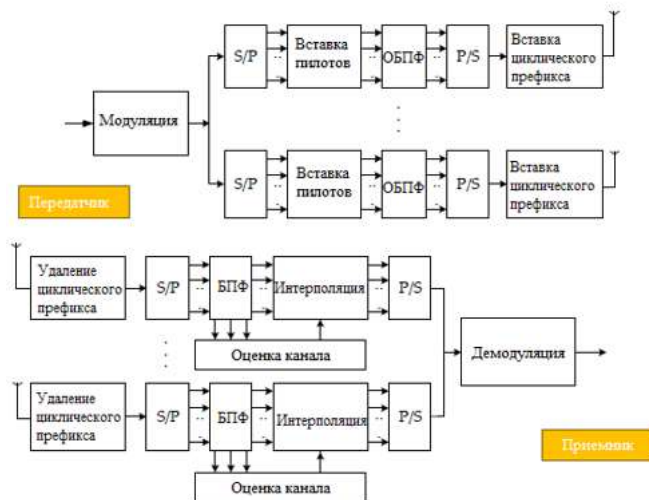 Модуляция
S/P
Вставка
пилотов
ОБПФ
P/S
Вставка
циклического
префикса
S/P
Вставка
пилотов
ОБПФ
P/S
Вставка
циклического
префикса
Передатчик
Удаление
циклического
префикса
S/P
БПФ
Интерполяция
P/S
Оценка канала
Демодуляция
Удаление
циклического
префикса
S/P
БПФ
Интерполяция
P/S
Оценка канала
Приемник